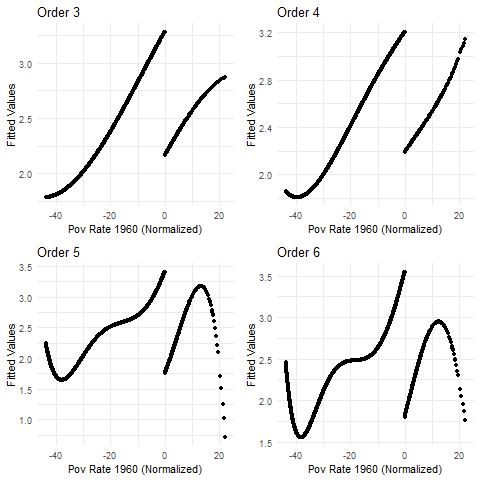 Order 3
Fitted Values
3.0
2.5
2.0
-40 -20 0 20
Pov Rate 1960 (Normalized)
Order 4
Fitted Values
3.2
2.8
2.4
2.0
-40 -20 0 20
Pov Rate 1960 (Normalized)
Order 5
Fitted Values
3.5
3.0
2.5
2.0
1.5
1.0
-40 -20 0 20
Pov Rate 1960 (Normalized)
Order 6
Fitted Values
3.5
3.0
2.5
2.0
1.5
-40 -20 0 20
Pov Rate 1960 (Normalized)